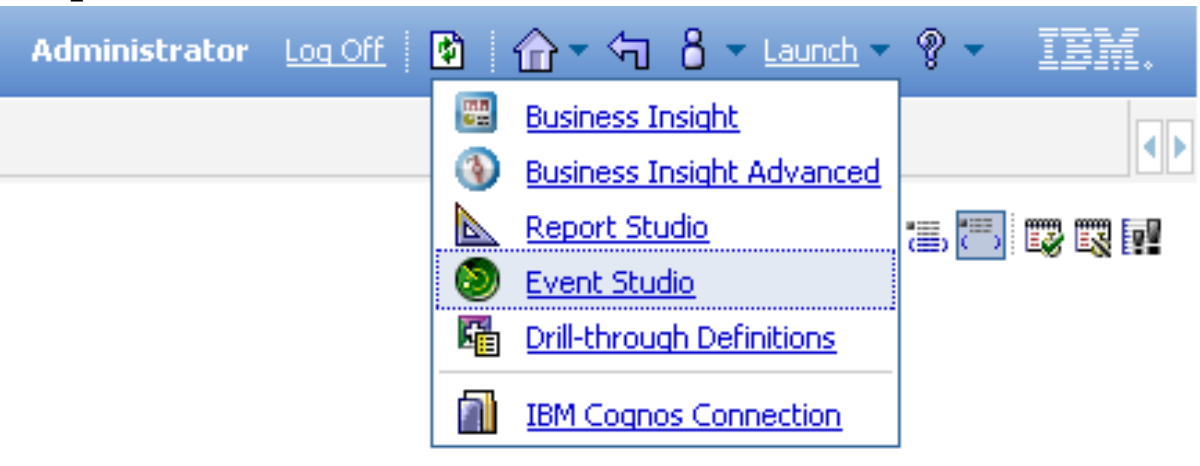 Administrator Log Off Launch IBM.
Business Insight
Business Insight Advanced
Report Studio
Event Studio
Drill-through Definitions
IBM Cognos Connection